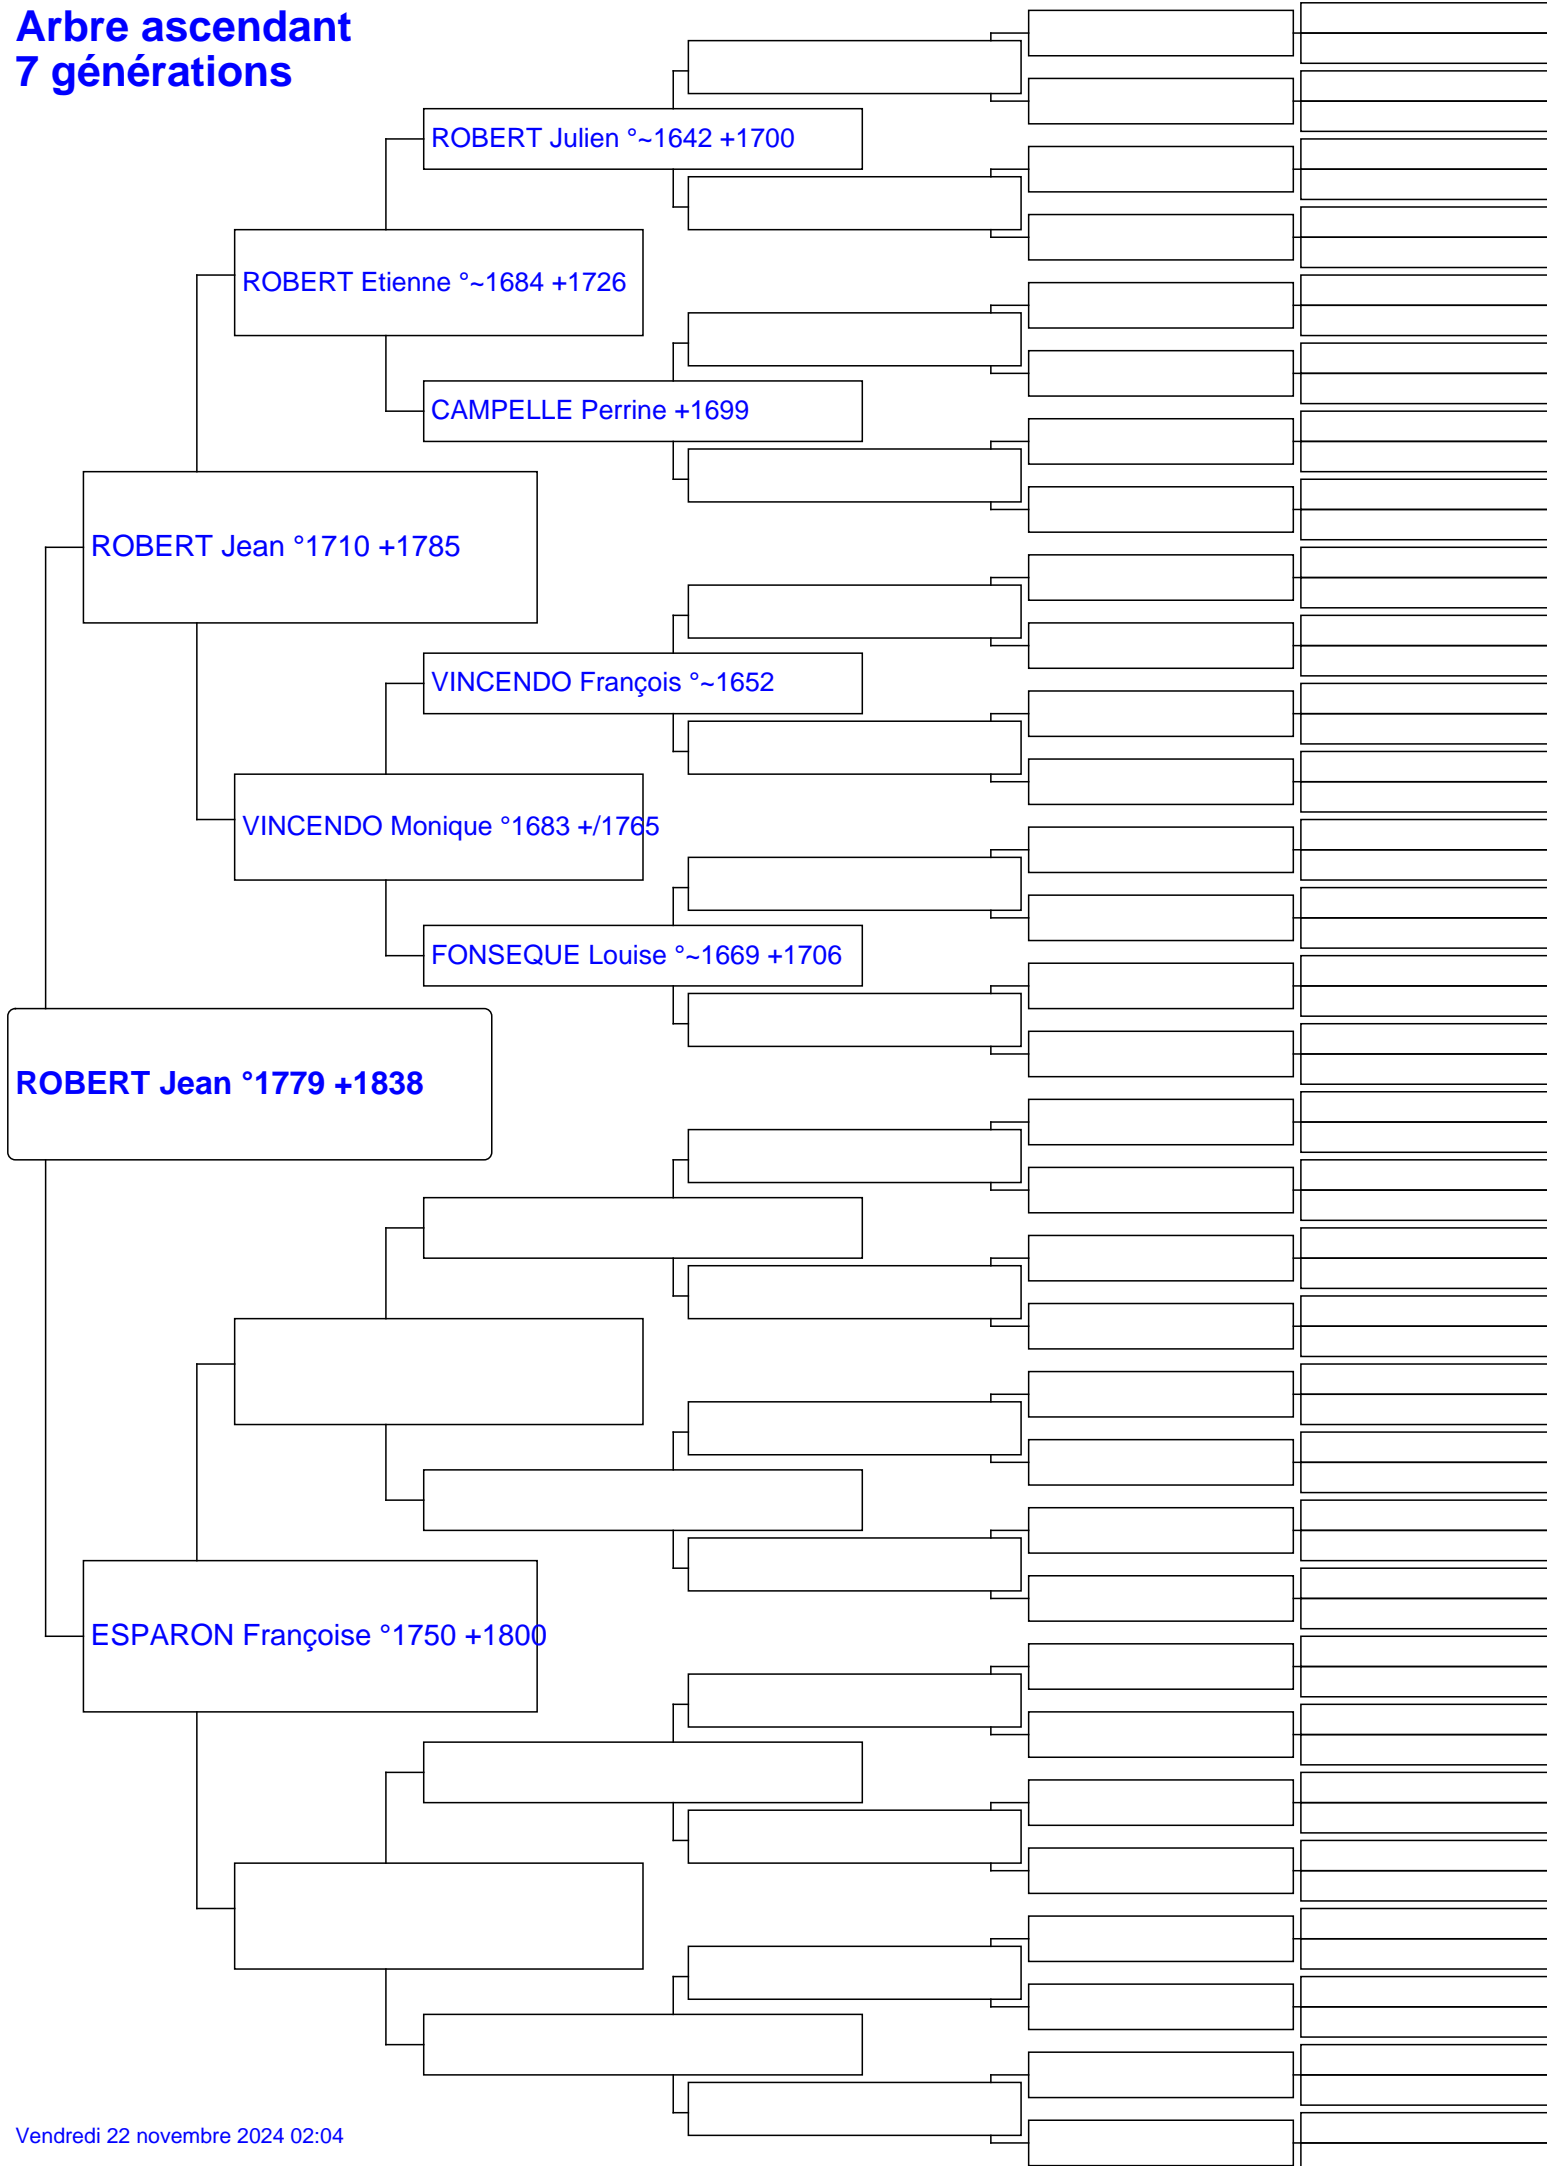 Arbre ascendant
7 générations
ROBERT Julien °~1642 +1700
ROBERT Etienne °~1684 +1726
CAMPELLE Perrine +1699
ROBERT Jean °1710 +1785
VINCENDO François °~1652
VINCENDO Monique °1683 +/1765
FONSEQUE Louise °~1669 +1706
ROBERT Jean °1779 +1838
ESPARON Françoise °1750 +1800
Vendredi 22 novembre 2024 02:04